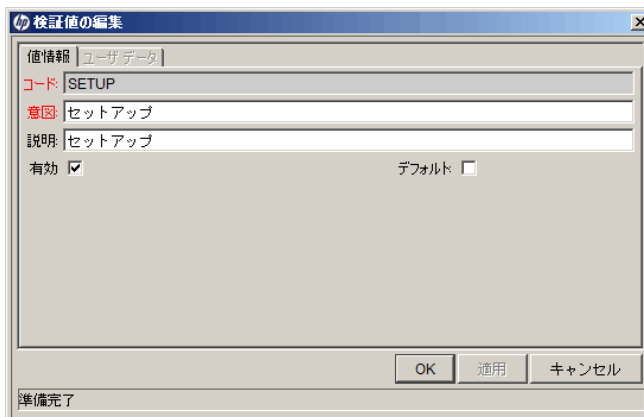 hp 検証値の編集
値情報 ユーザ データ
コード: SETUP
意図: セットアップ
説明: セットアップ
有効 デフォルト:
OK 適用 キャンセル
準備完了